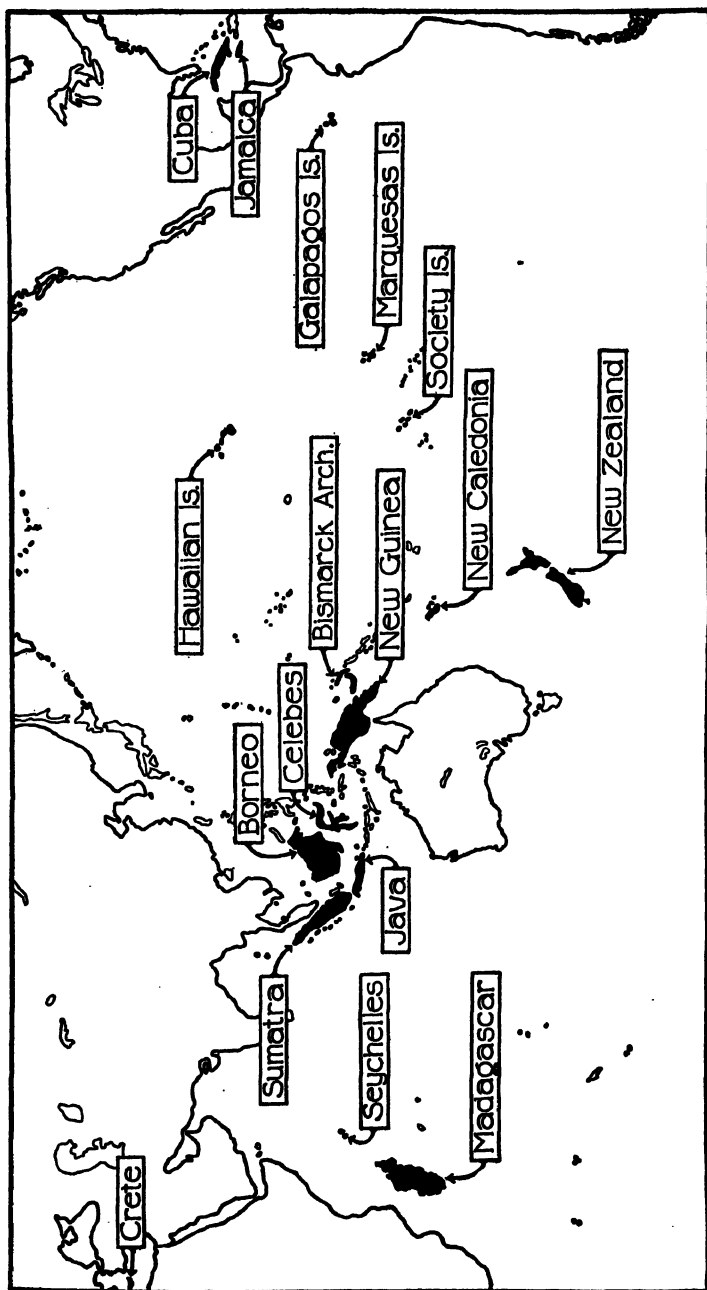 Cuba
Jamaica
Hawaiian Is.
Galapagos Is.
Marquesas Is.
Society Is.
Bismarck Arch.
New Guinea
New Caledonia
New Zealand
Borneo
Celebes
Java
Sumatra
Seychelles
Madagascar
Crete